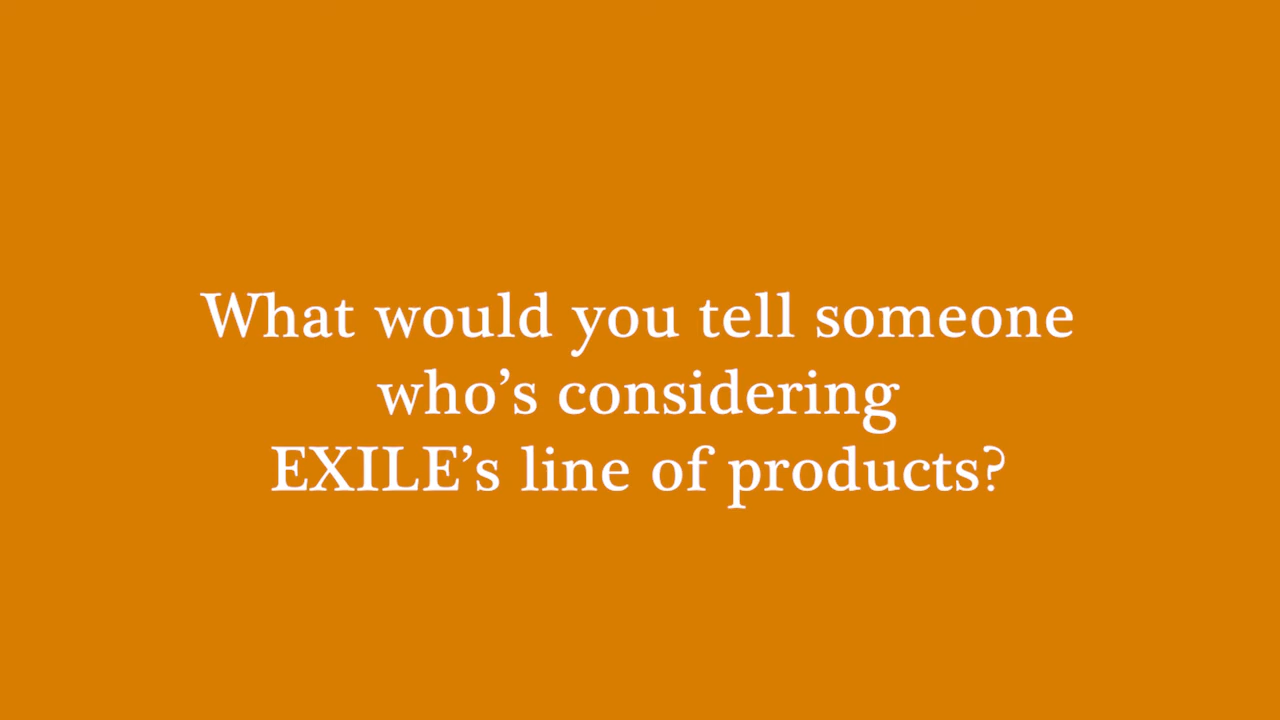 What would you tell someone
who’s considering
EXILE’s line of products?